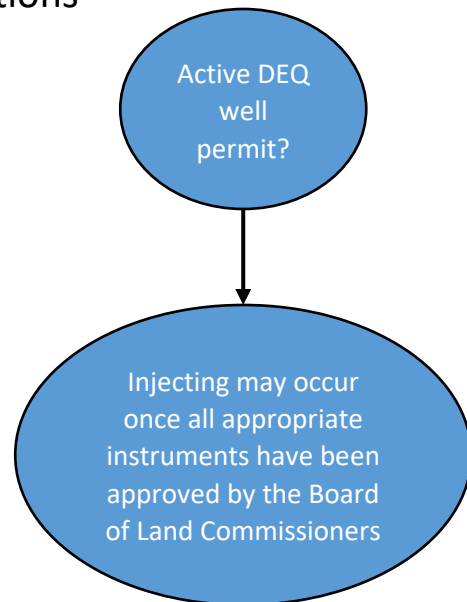 Active DEQ
well
permit?
Injecting may occur
once all appropriate
instruments have been
approved by the Board
of Land Commissioners